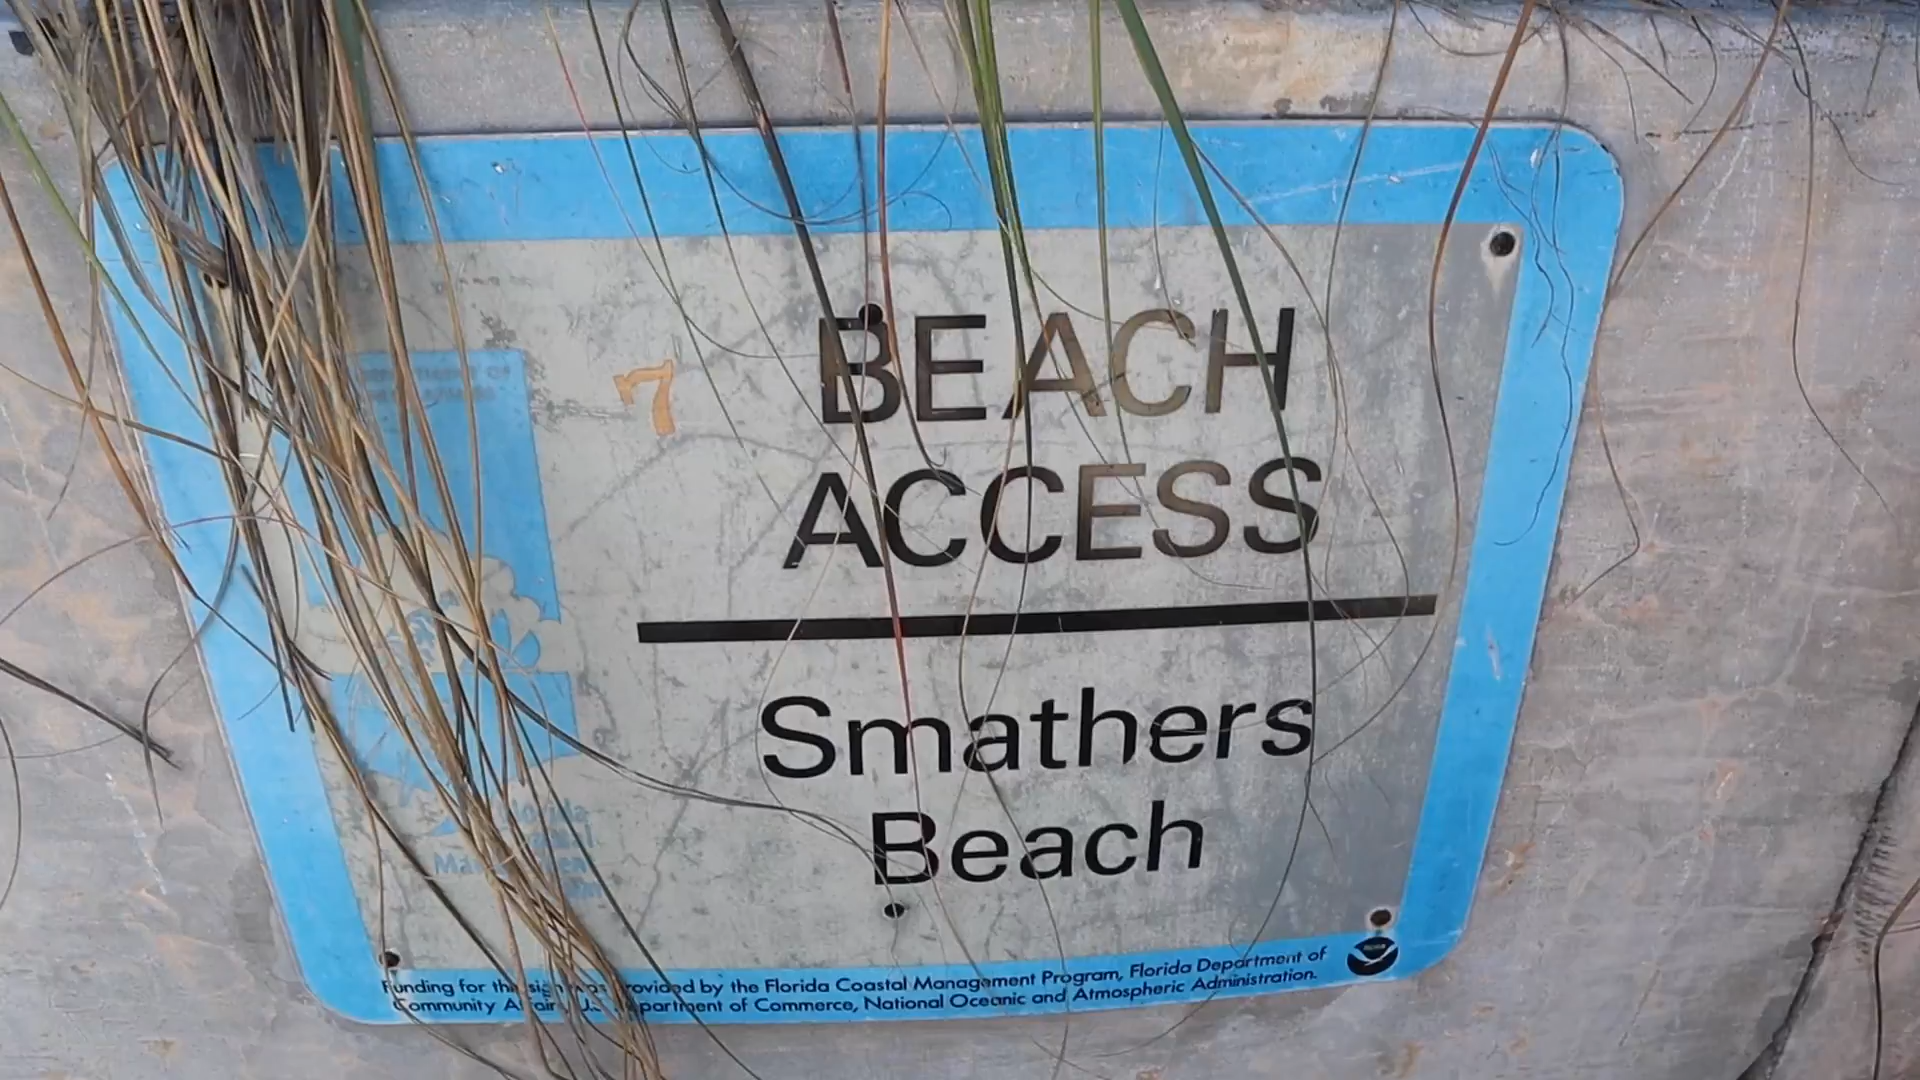 7
BEACH
ACCESS
Smathers
Beach
Florida
Funding for this sign was provided by the Florida Coastal Management Program, Florida Department of
Community Affairs, U.S. Department of Commerce, National Oceanic and Atmospheric Administration.